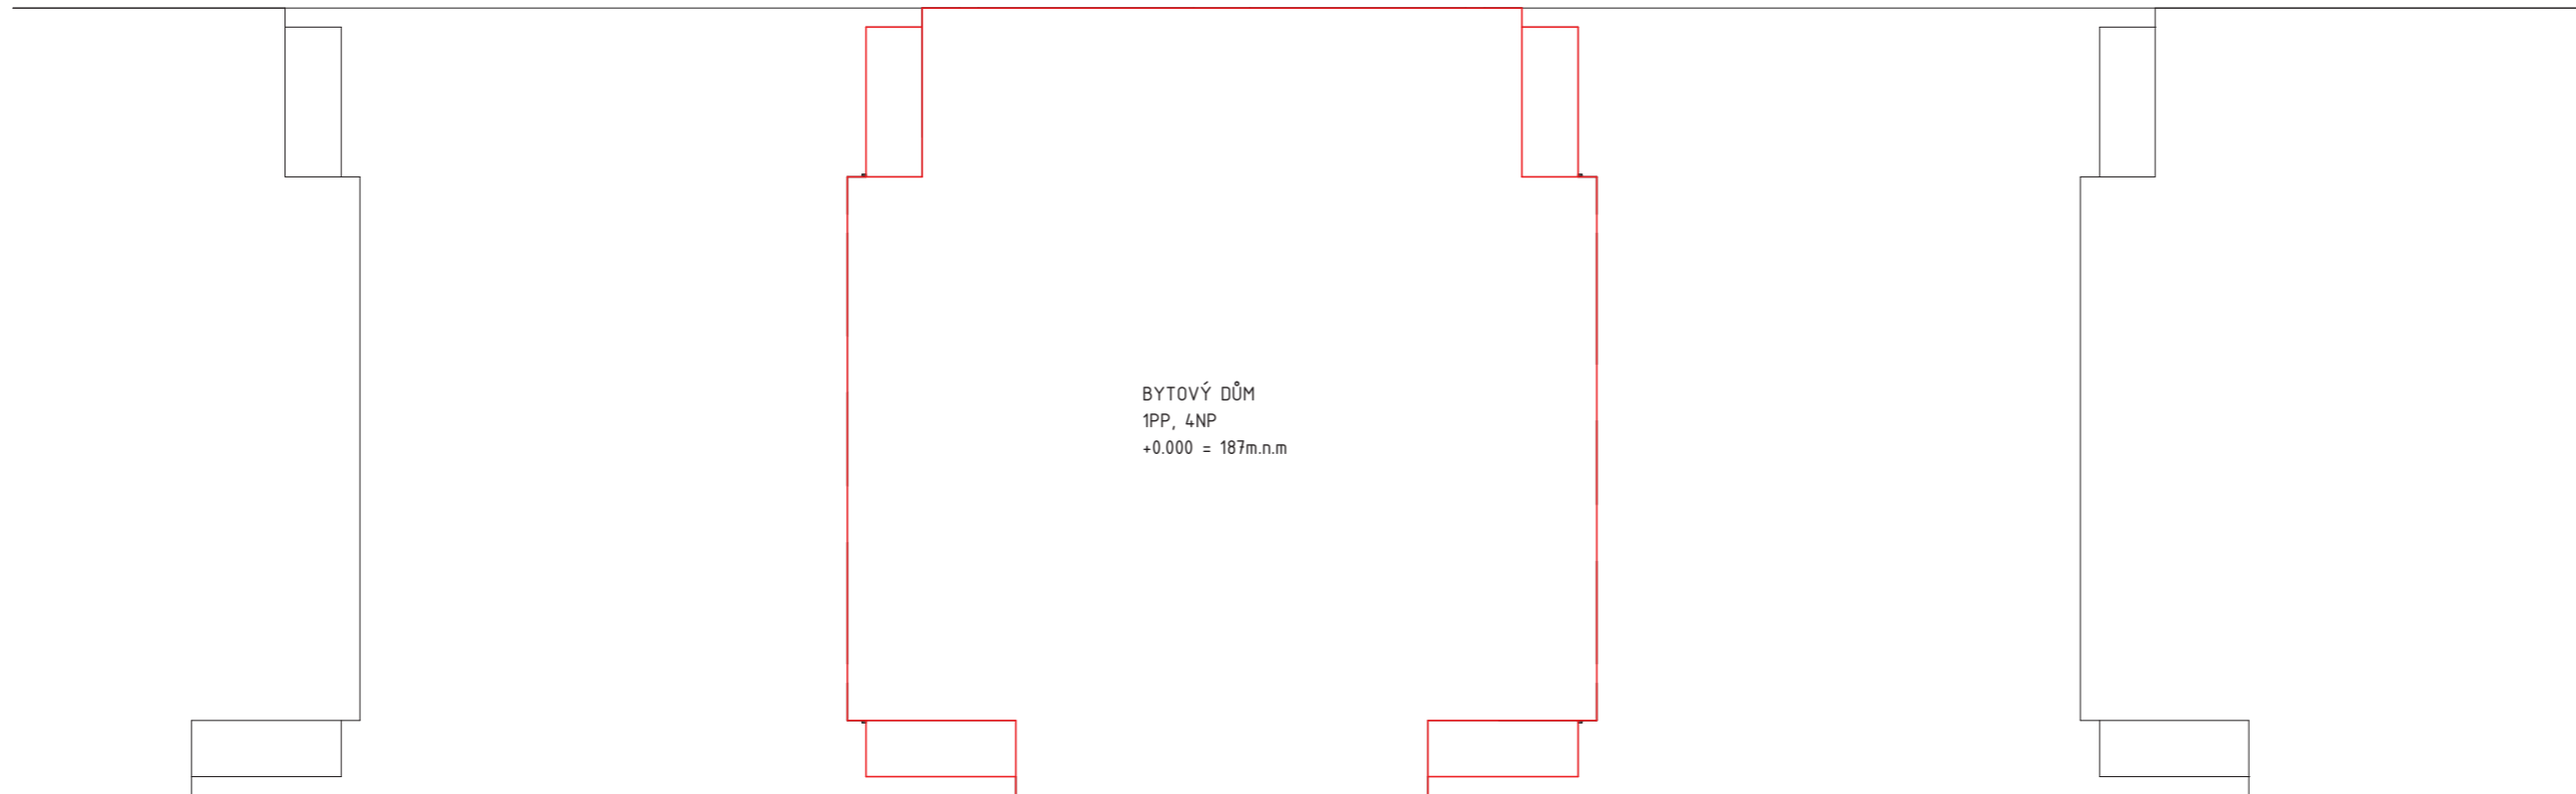 BYTOVÝ DŮM
1PP, 4NP
+0.000 = 187m.n.m